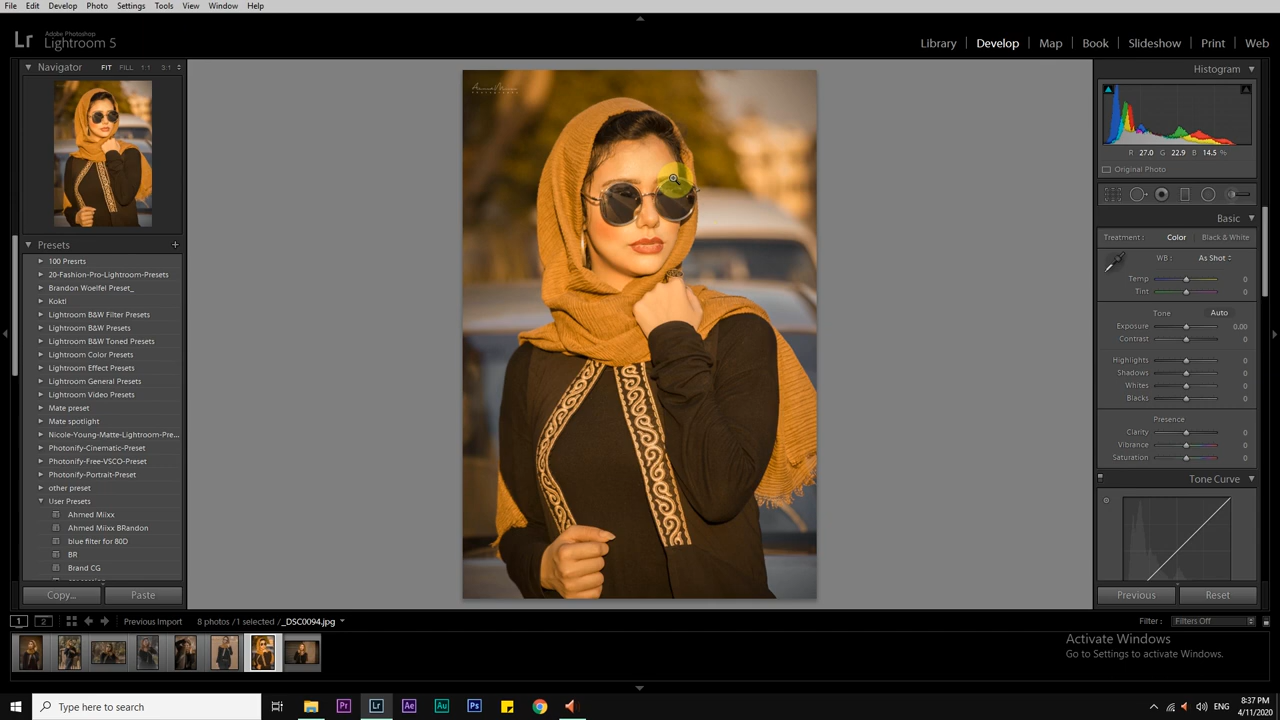 File Edit Develop Photo Settings Tools View Window Help
Lr Adobe Photoshop
Lightroom 5
Library | Develop | Map | Book | Slideshow | Print | Web
Navigator FIT FILL 1:1 3:1
Presets +
100 Presrts
20-Fashion-Pro-Lightroom-Presets
Brandon Woelfel Preset_
Koktl
Lightroom B&W Filter Presets
Lightroom B&W Presets
Lightroom B&W Toned Presets
Lightroom Color Presets
Lightroom Effect Presets
Lightroom General Presets
Lightroom Video Presets
Mate preset
Mate spotlight
Nicole-Young-Matte-Lightroom-Pre...
Photonify-Cinematic-Preset
Photonify-Free-VSCO-Preset
Photonify-Portrait-Preset
other preset
User Presets
Ahmed Miixx
Ahmed Miixx BRandon
blue filter for 80D
BR
Brand CG
Copy... Paste
Histogram
R 27.0 G 22.9 B 14.5 %
Original Photo
Basic
Treatment : Color Black & White
WB : As Shot
Temp 0
Tint 0
Tone Auto
Exposure 0.00
Contrast 0
Highlights 0
Shadows 0
Whites 0
Blacks 0
Presence
Clarity 0
Vibrance 0
Saturation 0
Tone Curve
Previous Reset
1 2 Previous Import 8 photos /1 selected /_DSC0094.jpg
Filter : Filters Off
Activate Windows
Go to Settings to activate Windows.
Type here to search
Pr Lr Ae Au Ps
ENG
8:37 PM
4/11/2020